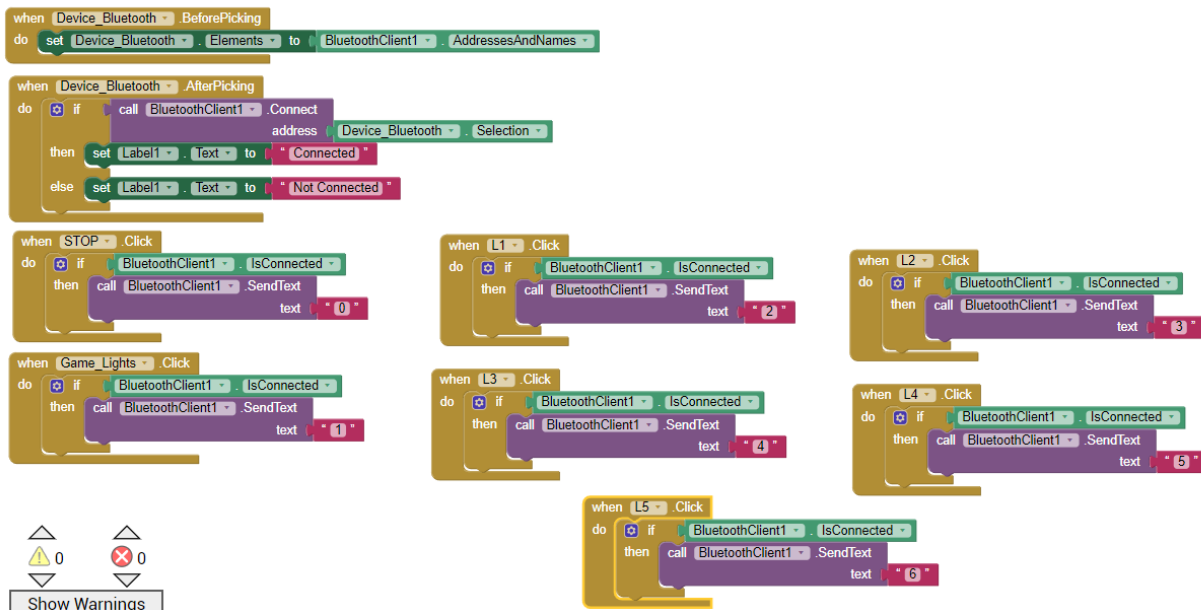 when Device_Bluetooth .BeforePicking
do set Device_Bluetooth . Elements to BluetoothClient1 . AddressesAndNames
when Device_Bluetooth .AfterPicking
do if call BluetoothClient1 .Connect
address Device_Bluetooth . Selection
then set Label1 . Text to " Connected "
else set Label1 . Text to " Not Connected "
when STOP .Click
do if BluetoothClient1 . IsConnected
then call BluetoothClient1 .SendText
text " 0 "
when L1 .Click
do if BluetoothClient1 . IsConnected
then call BluetoothClient1 .SendText
text " 2 "
when L2 .Click
do if BluetoothClient1 . IsConnected
then call BluetoothClient1 .SendText
text " 3 "
when Game_Lights .Click
do if BluetoothClient1 . IsConnected
then call BluetoothClient1 .SendText
text " 1 "
when L3 .Click
do if BluetoothClient1 . IsConnected
then call BluetoothClient1 .SendText
text " 4 "
when L4 .Click
do if BluetoothClient1 . IsConnected
then call BluetoothClient1 .SendText
text " 5 "
when L5 .Click
do if BluetoothClient1 . IsConnected
then call BluetoothClient1 .SendText
text " 6 "
0 0
Show Warnings